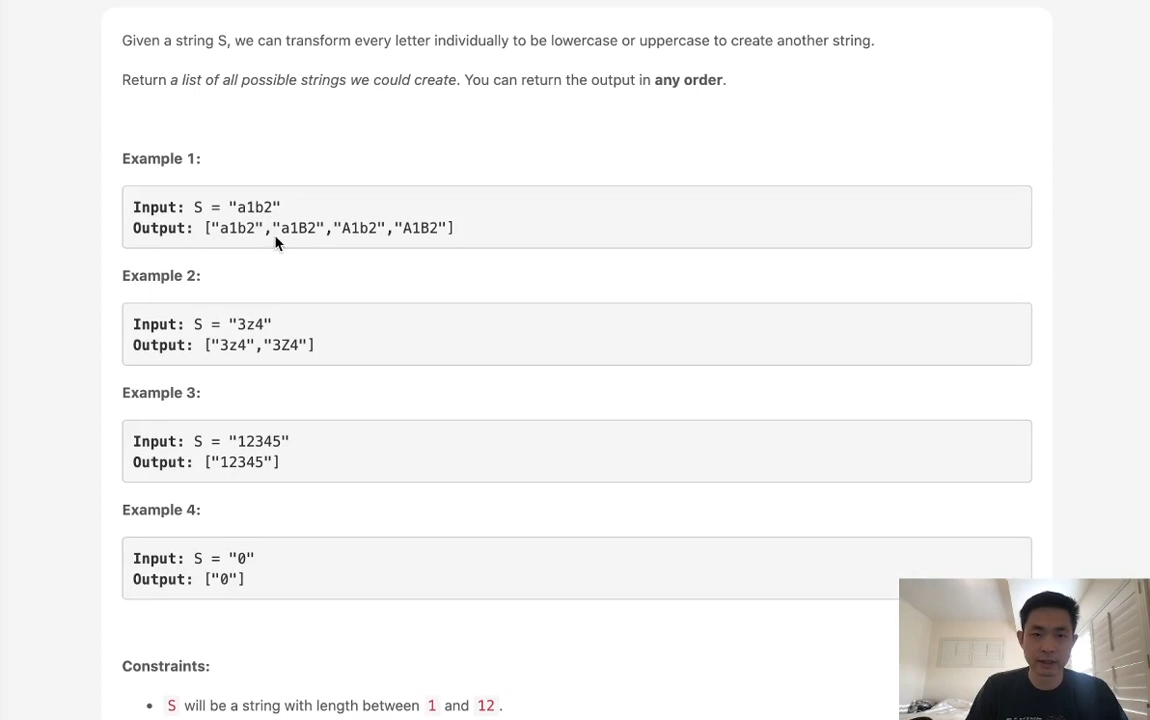 Given a string S, we can transform every letter individually to be lowercase or uppercase to create another string.
Return a list of all possible strings we could create. You can return the output in any order.
Example 1:
Input: S = "a1b2"
Output: ["a1b2","a1B2","A1b2","A1B2"]
Example 2:
Input: S = "3z4"
Output: ["3z4","3Z4"]
Example 3:
Input: S = "12345"
Output: ["12345"]
Example 4:
Input: S = "0"
Output: ["0"]
Constraints:
• S will be a string with length between 1 and 12.